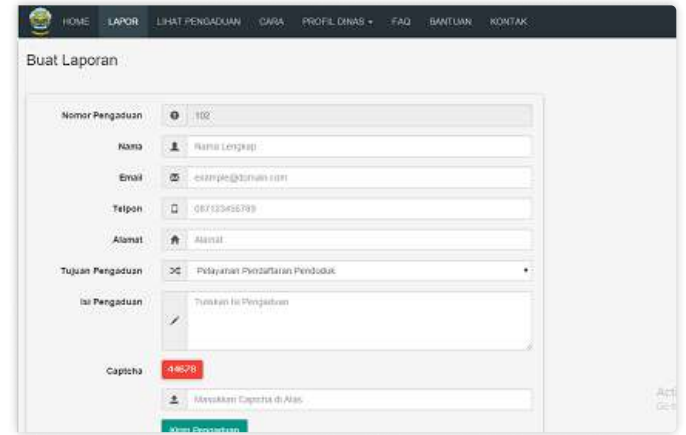 HOME LAPOR LIHAT PENGADUAN CARA PROFIL DINAS FAQ BANTUAN KONTAK
Buat Laporan
Nomor Pengaduan 102
Nama Nama Lengkap
Email example@domain.com
Telpon
Alamat Alamat
Tujuan Pengaduan Pelayanan Pendaftaran Penduduk
Isi Pengaduan Tuliskan Isi Pengaduan
Captcha 44678
Masukkan Captcha di Atas
Kirim Pengaduan